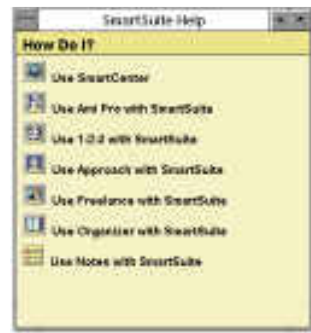 SmartSuite Help
How Do I?
Use SmartCenter
Use Ami Pro with SmartSuite
Use 1-2-3 with SmartSuite
Use Approach with SmartSuite
Use Freelance with SmartSuite
Use Organizer with SmartSuite
Use Notes with SmartSuite